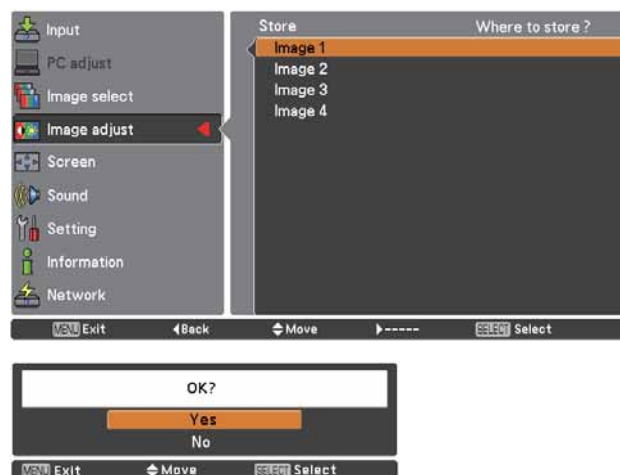 Input
PC adjust
Image select
Image adjust
Screen
Sound
Setting
Information
Network
Store Where to store ?
Image 1
Image 2
Image 3
Image 4
MENU Exit Back Move ----- SELECT Select
OK?
Yes
No
MENU Exit Move SELECT Select